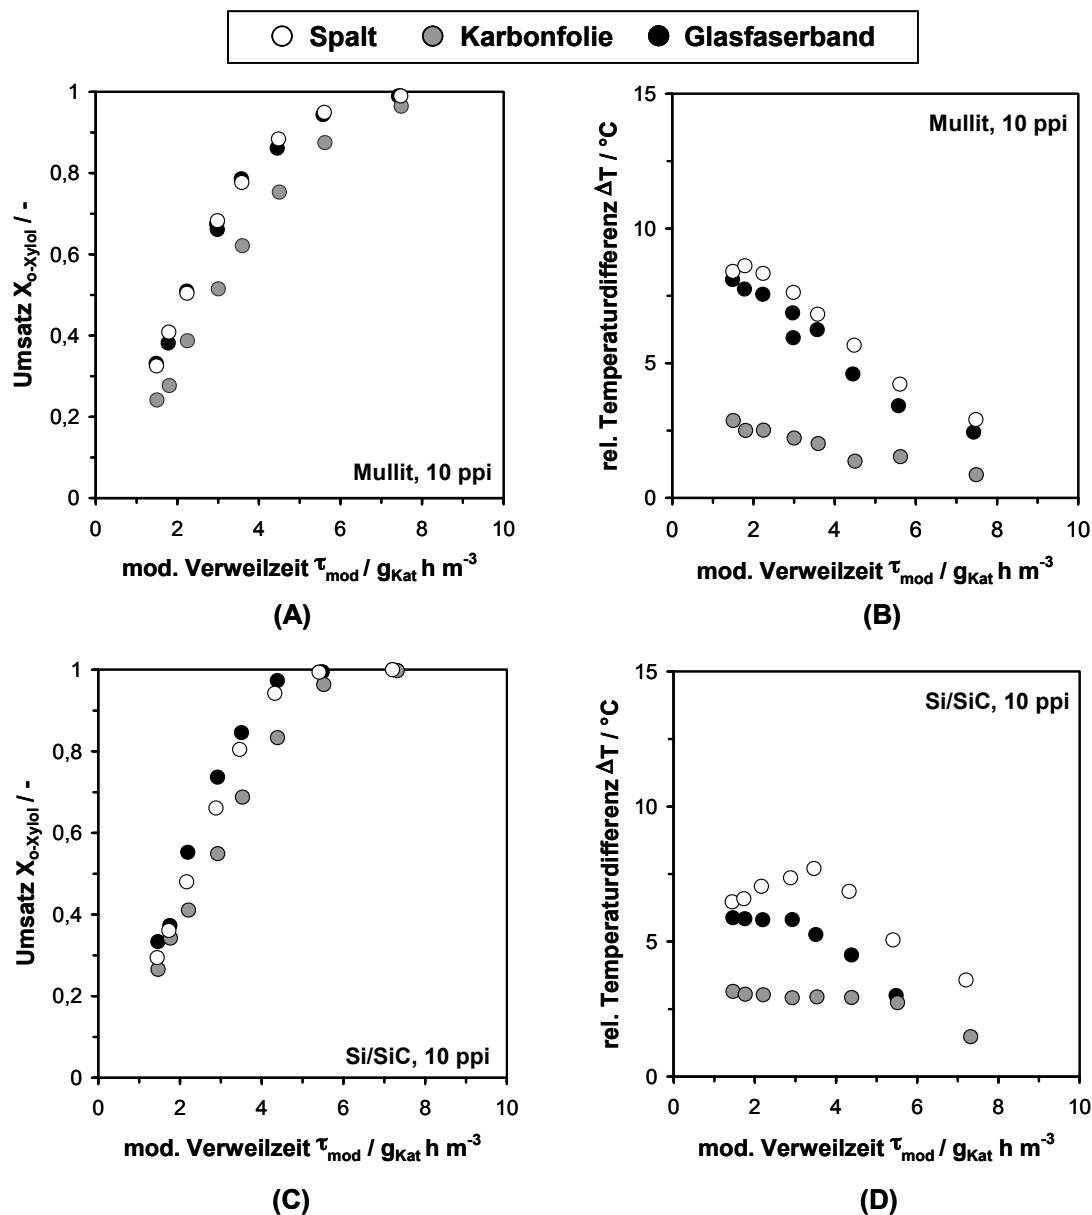 Spalt Karbonfolie Glasfaserband
Umsatz X o-Xylol / -
1
0,8
0,6
0,4
0,2
0
0 2 4 6 8 10
Mullit, 10 ppi
mod. Verweilzeit τmod / gKat h m-3
(A)
rel. Temperaturdifferenz ΔT / °C
15
10
5
0
0 2 4 6 8 10
Mullit, 10 ppi
mod. Verweilzeit τmod / gKat h m-3
(B)
Umsatz X o-Xylol / -
1
0,8
0,6
0,4
0,2
0
0 2 4 6 8 10
Si/SiC, 10 ppi
mod. Verweilzeit τmod / gKat h m-3
(C)
rel. Temperaturdifferenz ΔT / °C
15
10
5
0
0 2 4 6 8 10
Si/SiC, 10 ppi
mod. Verweilzeit τmod / gKat h m-3
(D)